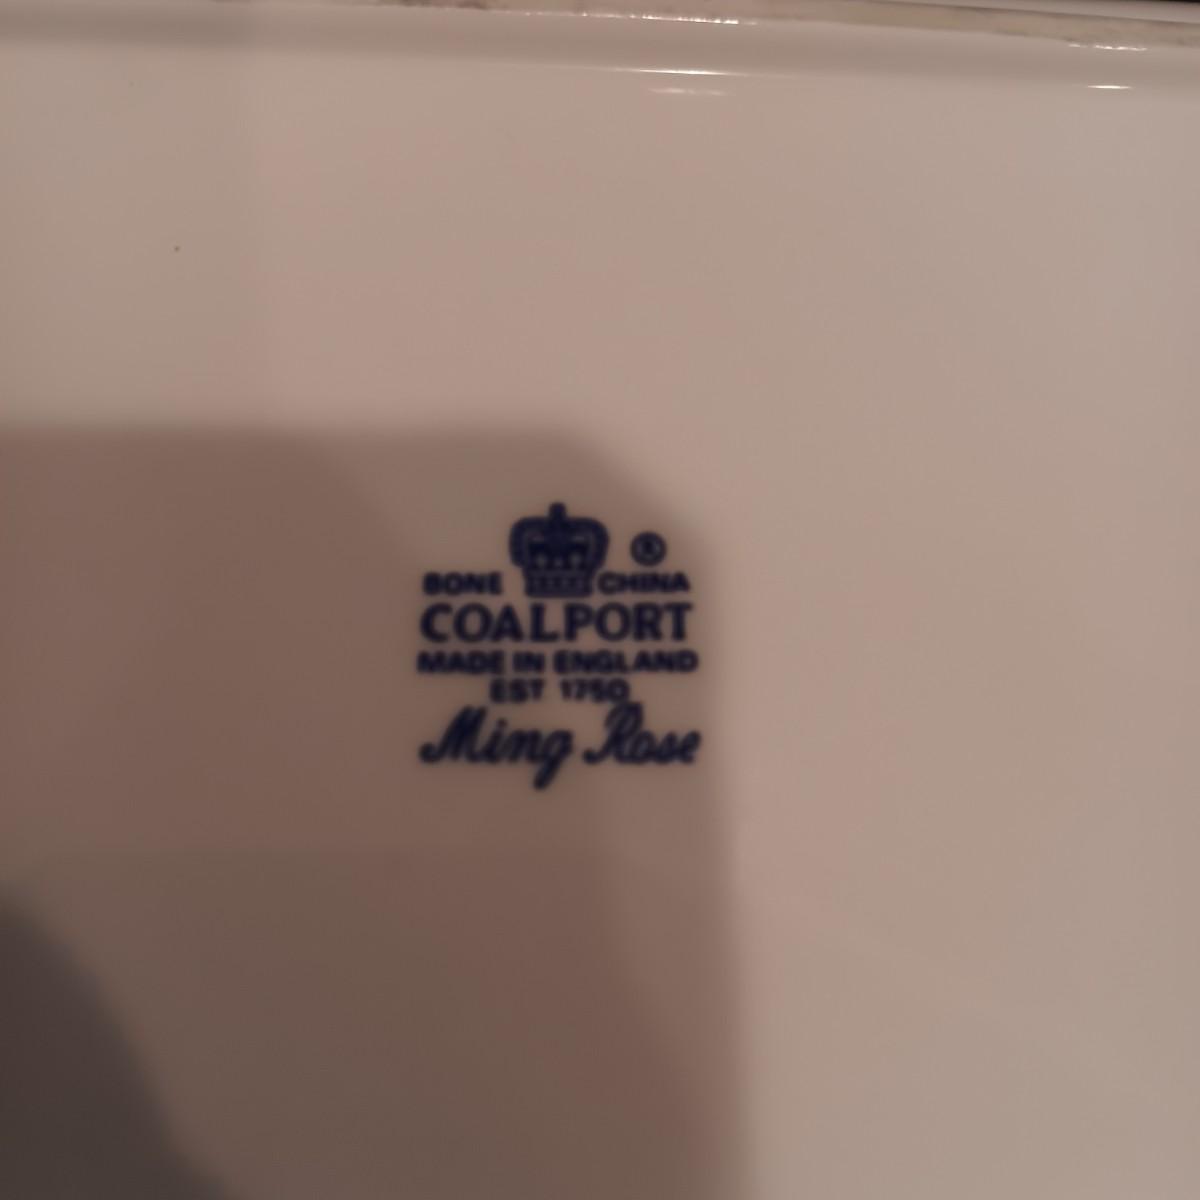 ®
BONE CHINA
COALPORT
MADE IN ENGLAND
EST 1750
Ming Rose